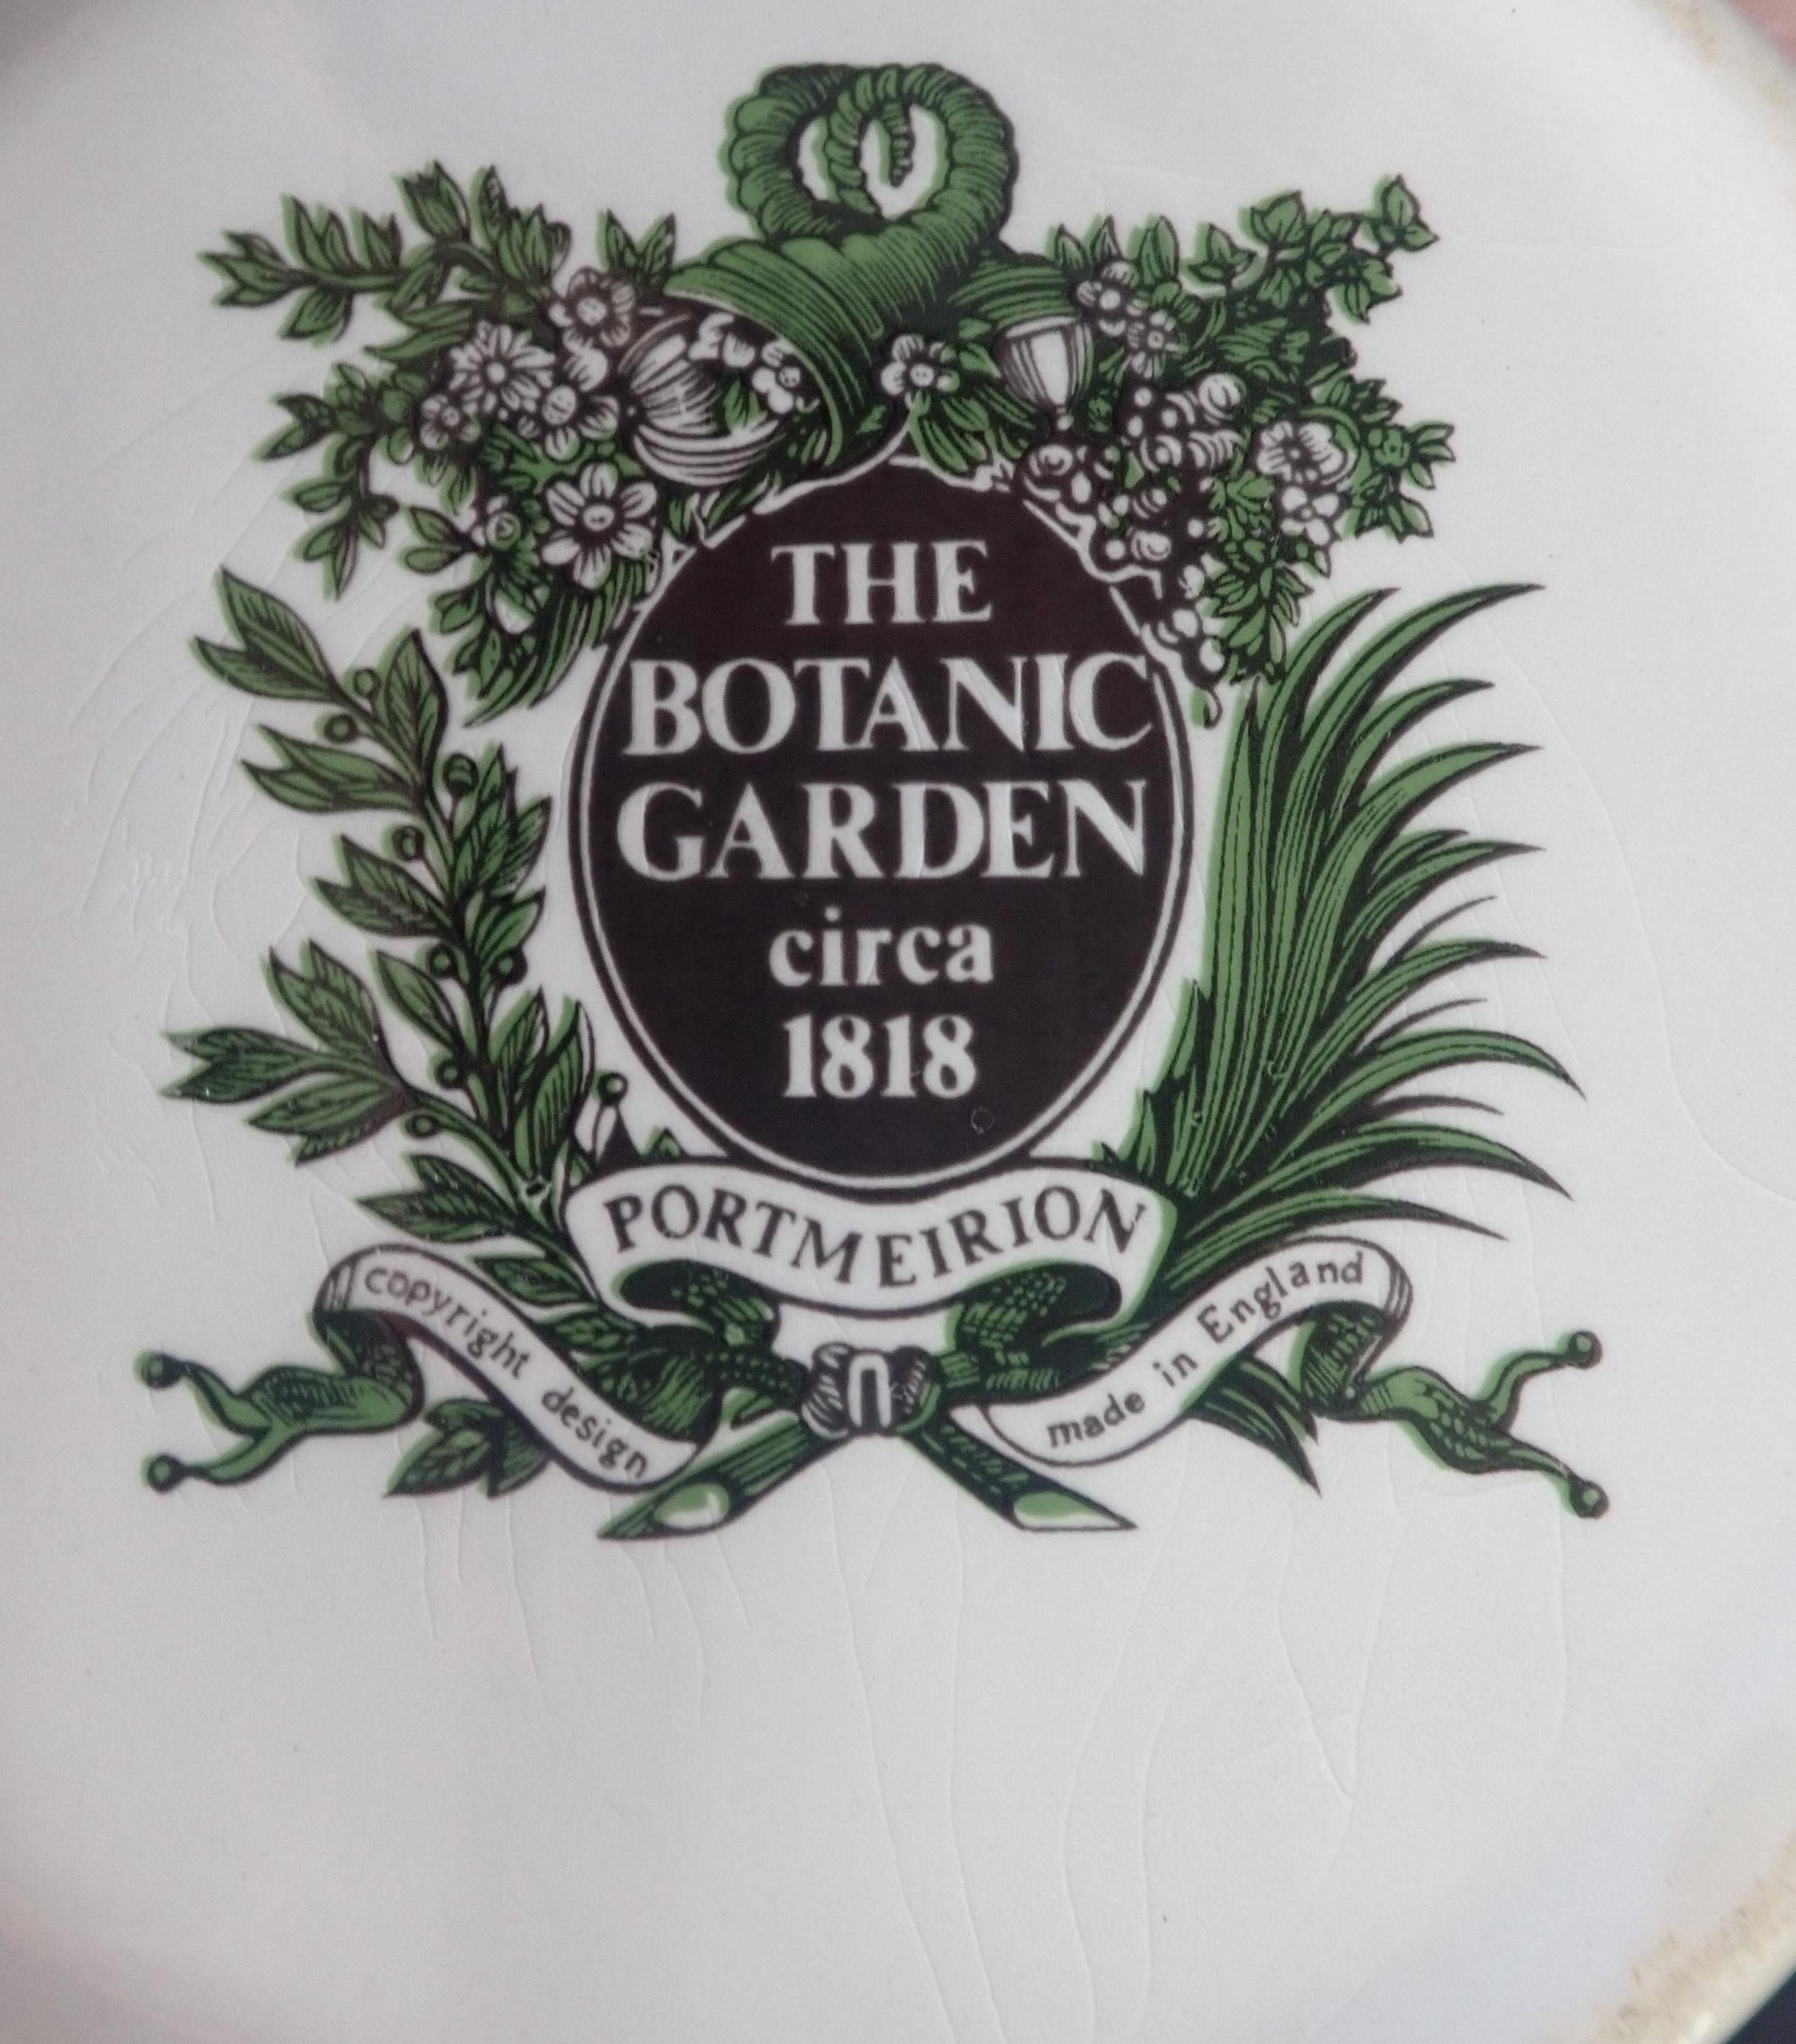 THE
BOTANIC
GARDEN
circa
1818
PORTMEIRION
copyright design
made in England